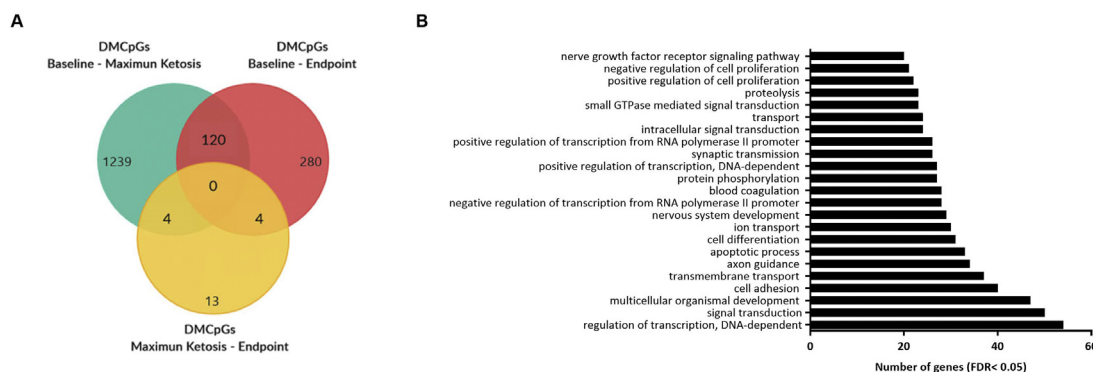 A
DMCpGs
Baseline - Maximun Ketosis
DMCpGs
Baseline - Endpoint
1239
120
280
0
4
4
13
DMCpGs
Maximun Ketosis - Endpoint
B
nerve growth factor receptor signaling pathway
negative regulation of cell proliferation
positive regulation of cell proliferation
proteolysis
small GTPase mediated signal transduction
transport
intracellular signal transduction
positive regulation of transcription from RNA polymerase II promoter
synaptic transmission
positive regulation of transcription, DNA-dependent
protein phosphorylation
blood coagulation
negative regulation of transcription from RNA polymerase II promoter
nervous system development
ion transport
cell differentiation
apoptotic process
axon guidance
transmembrane transport
cell adhesion
multicellular organismal development
signal transduction
regulation of transcription, DNA-dependent
0 20 40 60
Number of genes (FDR< 0.05)